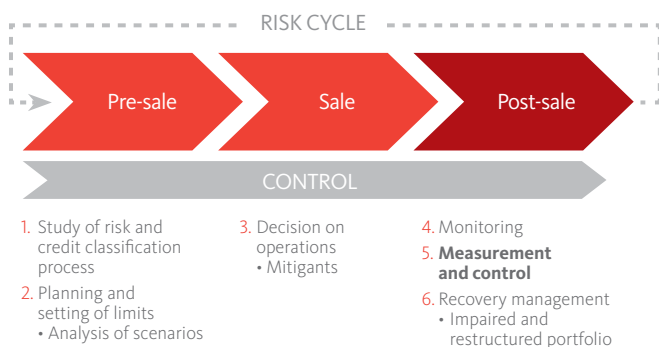 RISK CYCLE
Pre-sale
Sale
Post-sale
CONTROL
1. Study of risk and
credit classification
process
2. Planning and
setting of limits
• Analysis of scenarios
3. Decision on
operations
• Mitigants
4. Monitoring
5. Measurement
and control
6. Recovery management
• Impaired and
restructured portfolio